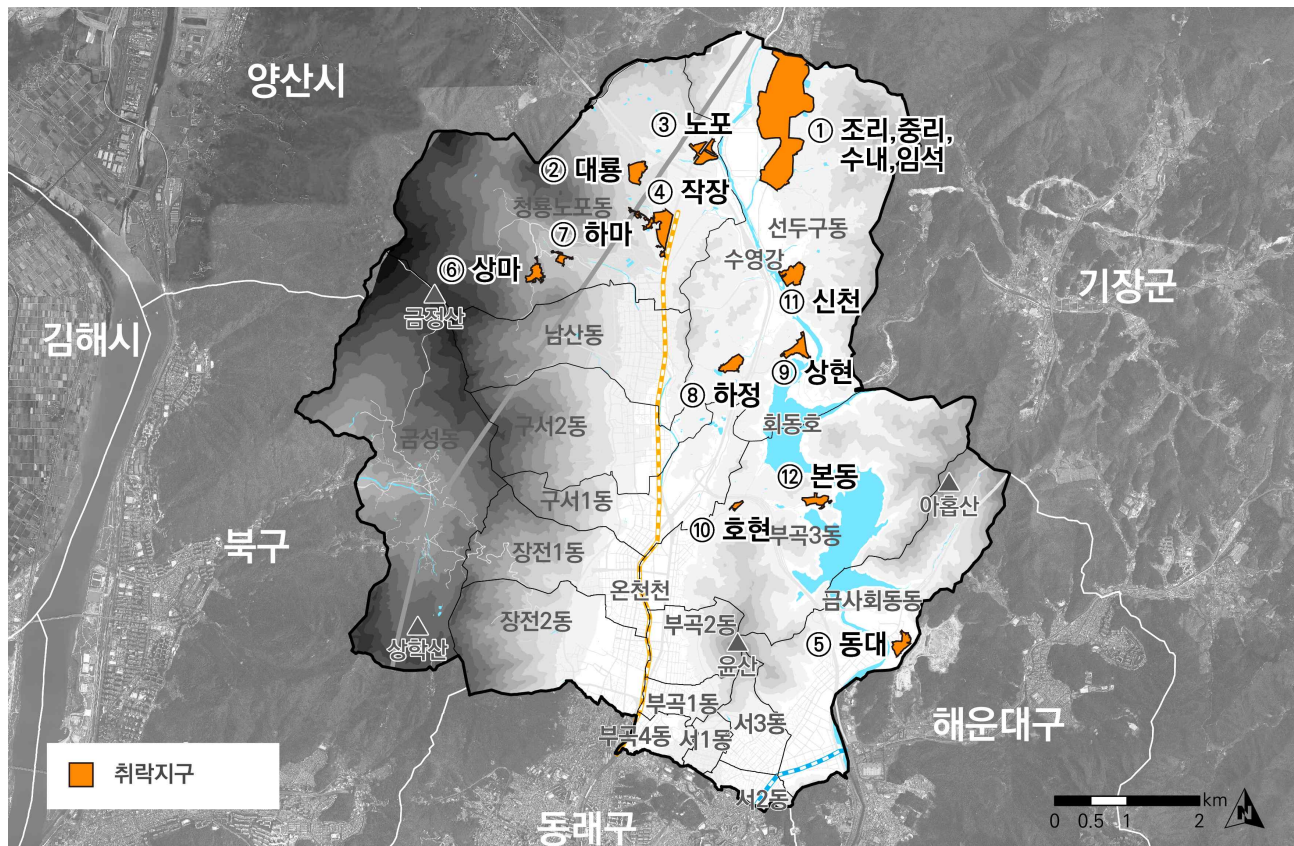 양산시
③ 노포
① 조리,중리,
수내,임석
② 대룡
④ 작장
청룡노포동
⑦ 하마
선두구동
수영강
⑥ 상마
기장군
⑪ 신천
금정산
김해시
남산동
⑨ 상현
⑧ 하정
구서2동
회동호
금성동
⑫ 본동
구서1동
아홉산
⑩ 호현
부곡3동
북구
장전1동
온천천
금사회동동
장전2동
부곡2동
⑤ 동대
상학산
윤산
부곡1동
서3동
해운대구
부곡4동
서1동
취락지구
서2동
동래구
km
0 0.5 1 2
N